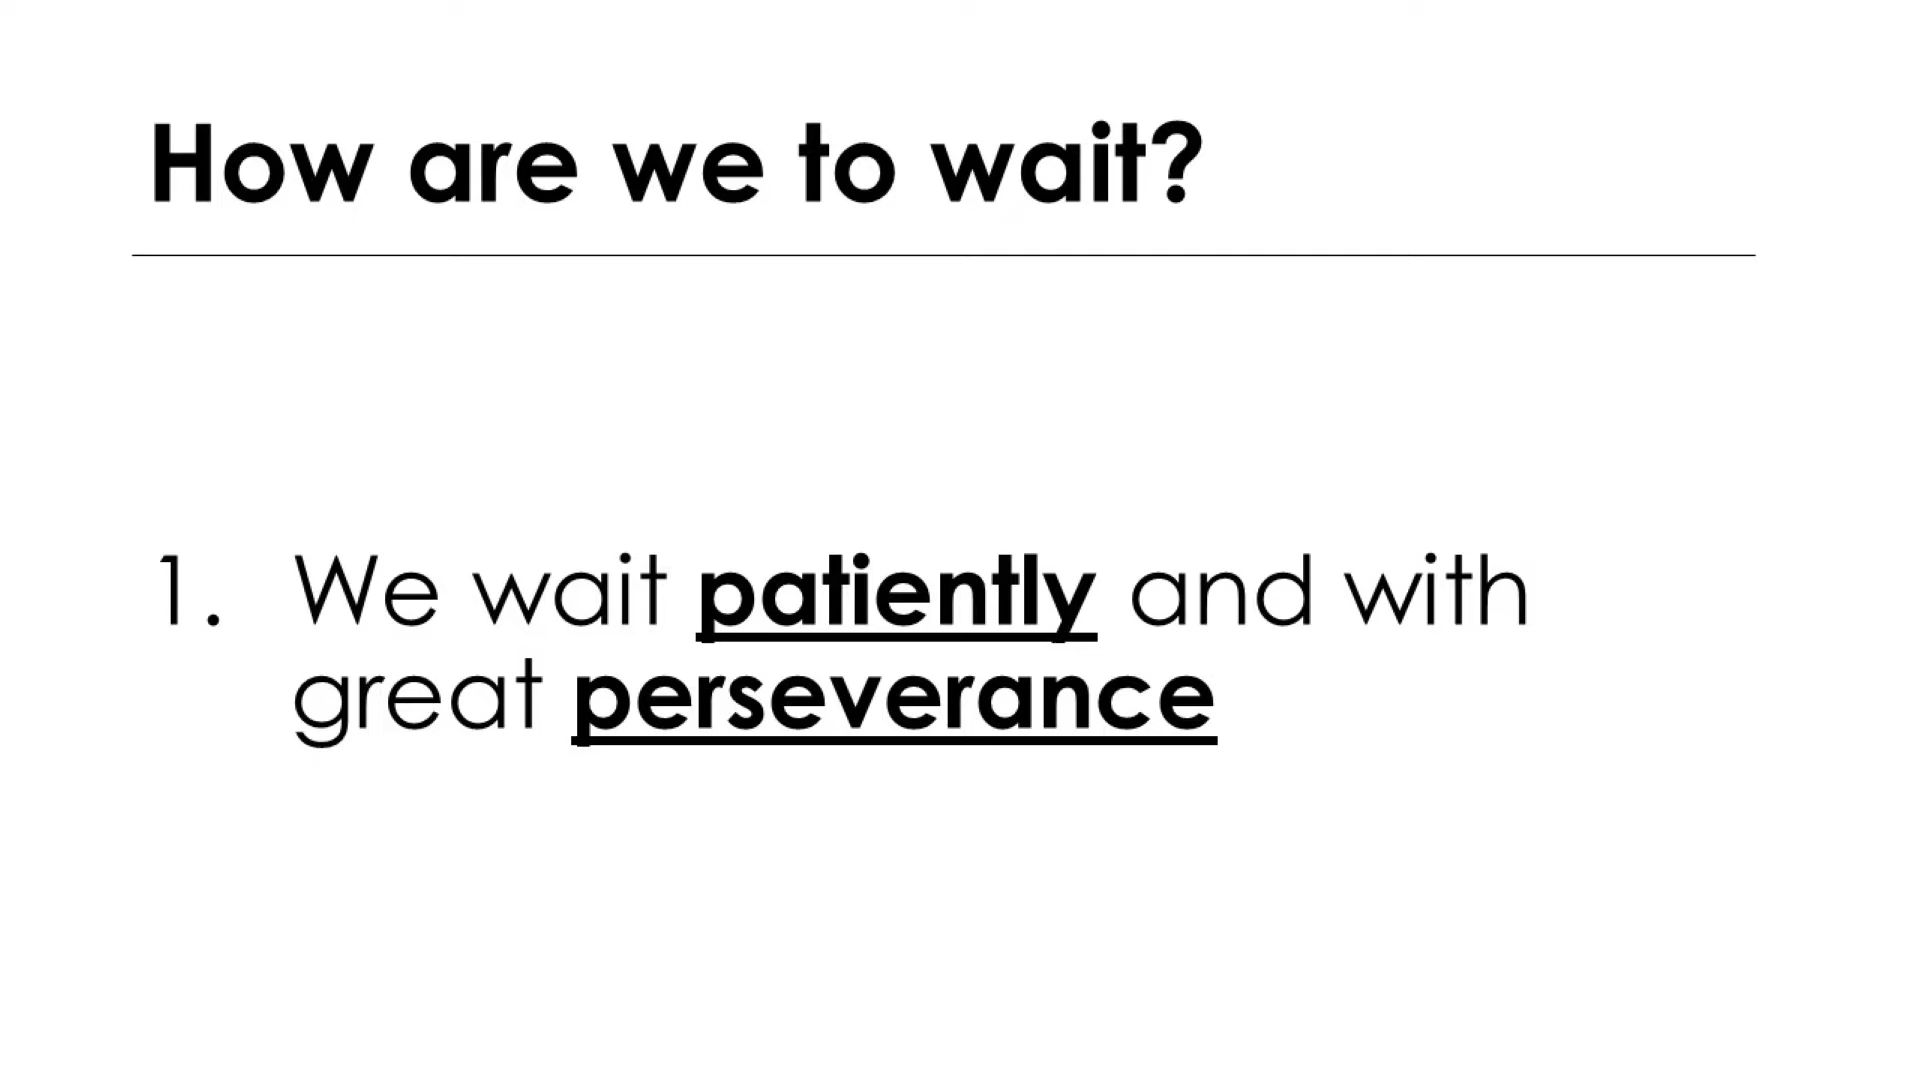 How are we to wait?
1. We wait patiently and with
great perseverance